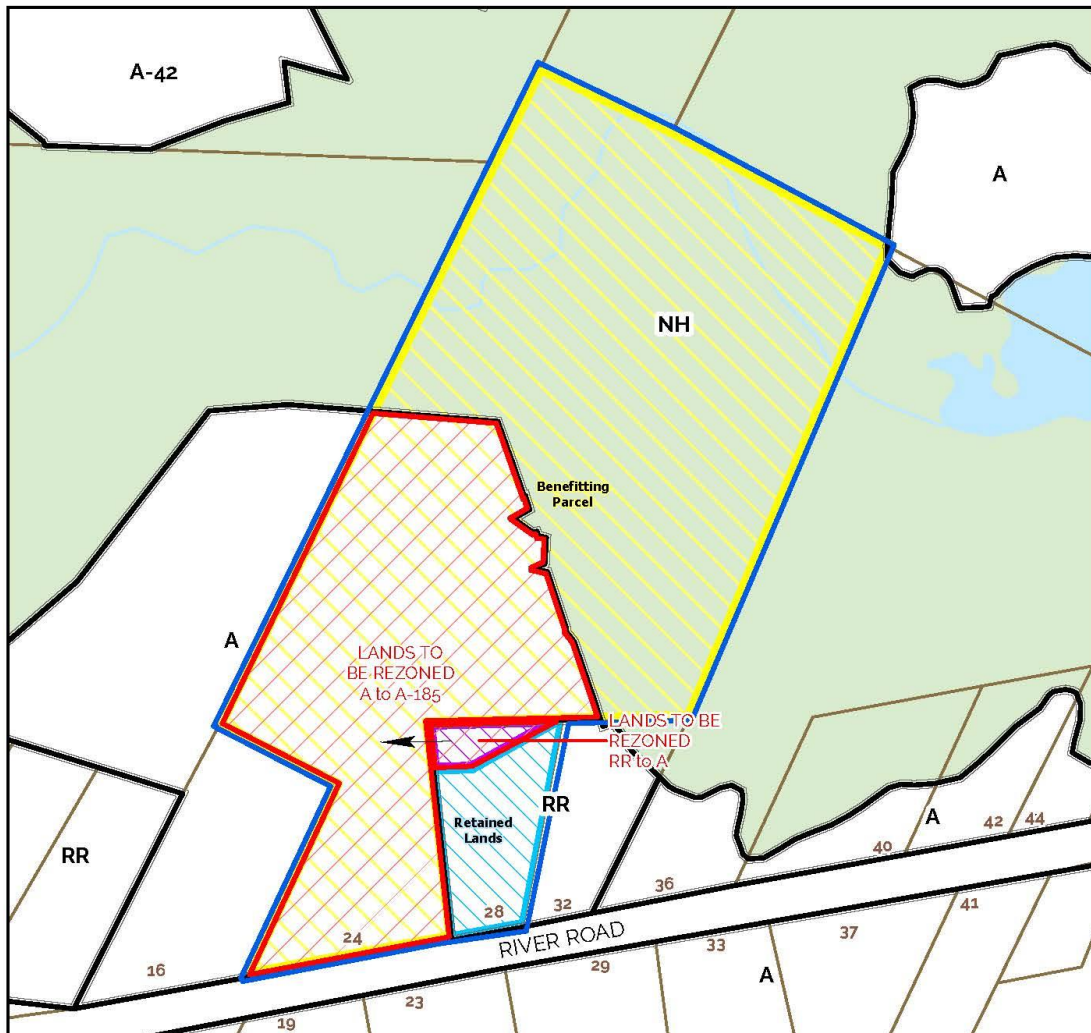 A-42
A
NH
Benefitting
Parcel
A
LANDS TO
BE REZONED
A to A-185
LANDS TO BE
REZONED
RR to A
RR
Retained
Lands
RR
A
44
42
40
36
32
28
24
16
RIVER ROAD
41
37
33
29
23
19
A